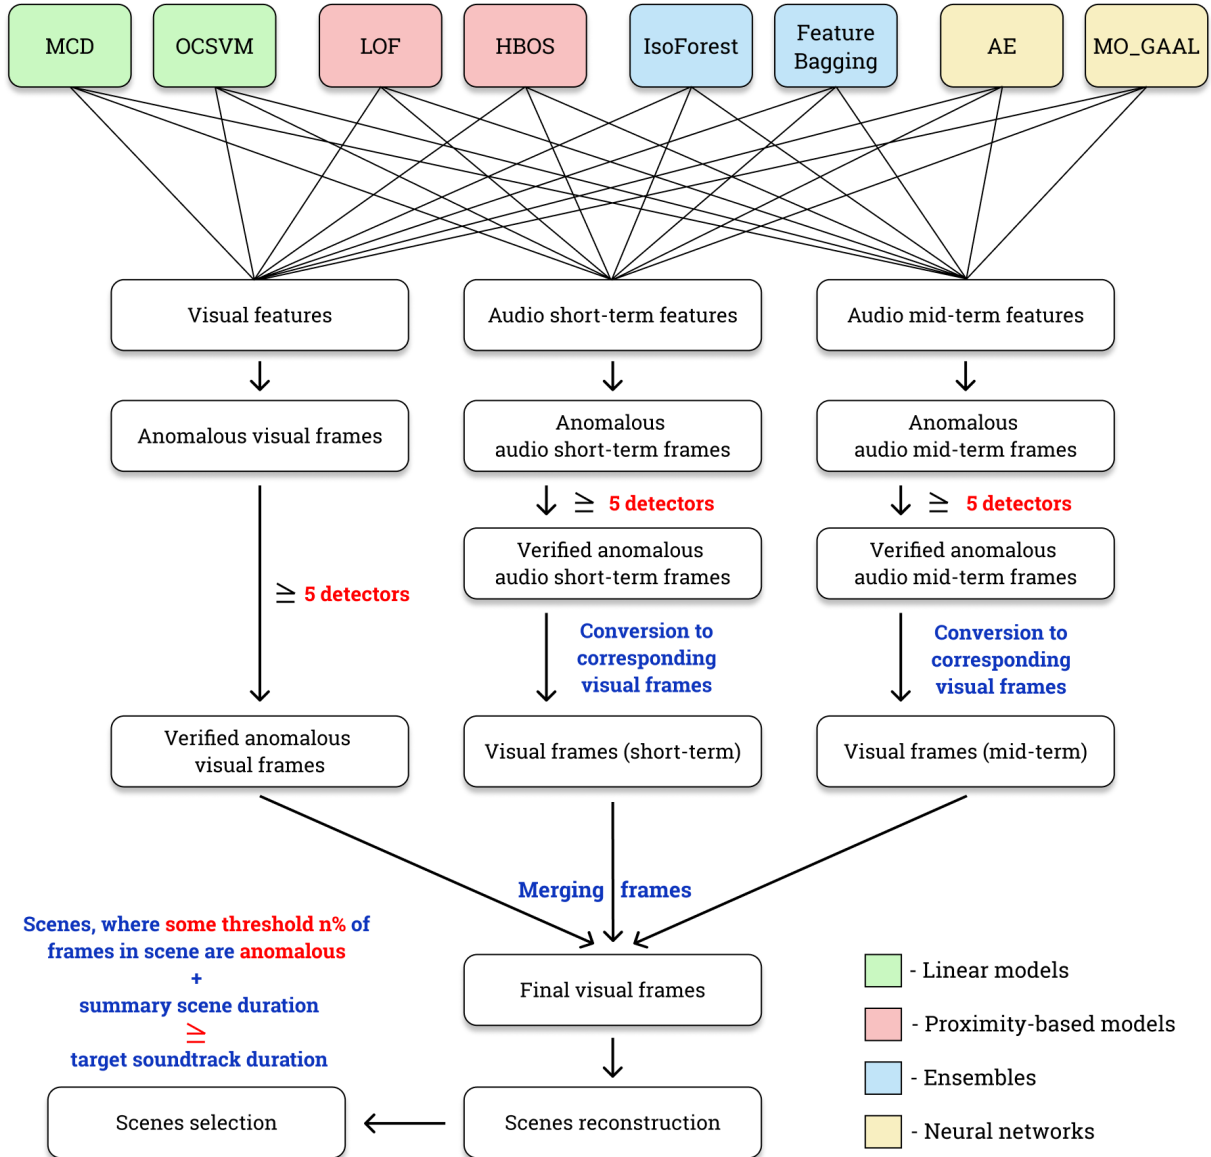 MCD
OCSVM
LOF
HBOS
IsoForest
Feature
Bagging
AE
MO_GAAL
Visual features
Audio short-term features
Audio mid-term features
Anomalous visual frames
Anomalous
audio short-term frames
Anomalous
audio mid-term frames
≧ 5 detectors
≧ 5 detectors
≧ 5 detectors
Verified anomalous
audio short-term frames
Verified anomalous
audio mid-term frames
Conversion to
corresponding
visual frames
Conversion to
corresponding
visual frames
Verified anomalous
visual frames
Visual frames (short-term)
Visual frames (mid-term)
Merging frames
Scenes, where some threshold n% of
frames in scene are anomalous
+
summary scene duration
≧
target soundtrack duration
Final visual frames
Scenes reconstruction
Scenes selection
- Linear models
- Proximity-based models
- Ensembles
- Neural networks